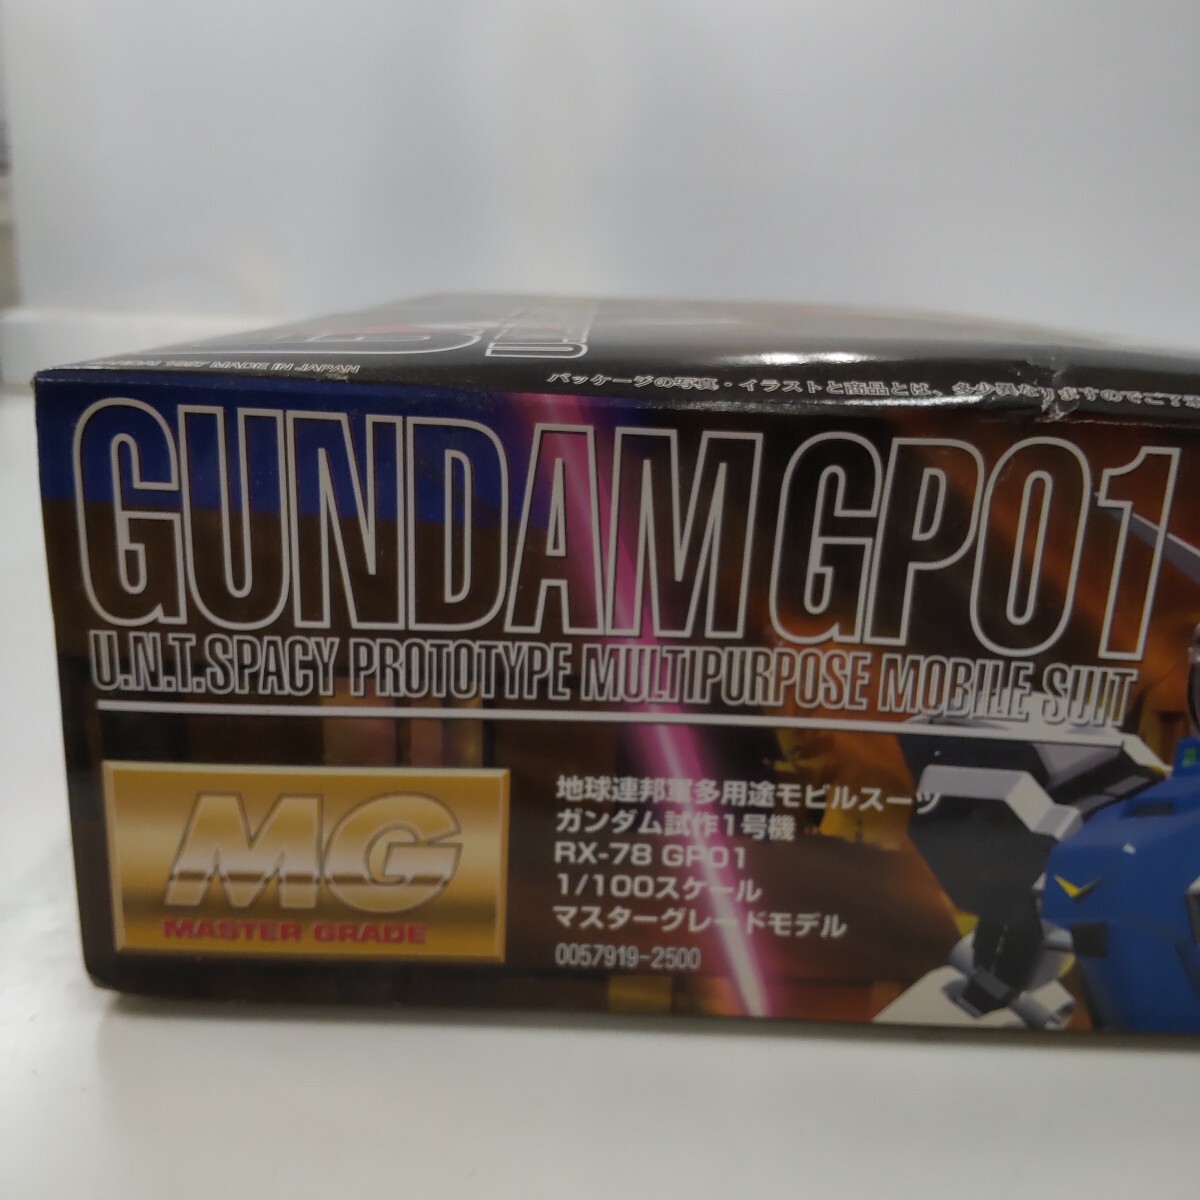 1997 MADE IN JAPAN
パッケージの写真・イラストと商品とは、多少異なりますのでご了
GUNDAM GP01
U.N.T.SPACY PROTOTYPE MULTIPURPOSE MOBILE SUIT
MG
MASTER GRADE
地球連邦軍多用途モビルスーツ
ガンダム試作1号機
RX-78 GP01
1/100スケール
マスターグレードモデル
0057919-2500